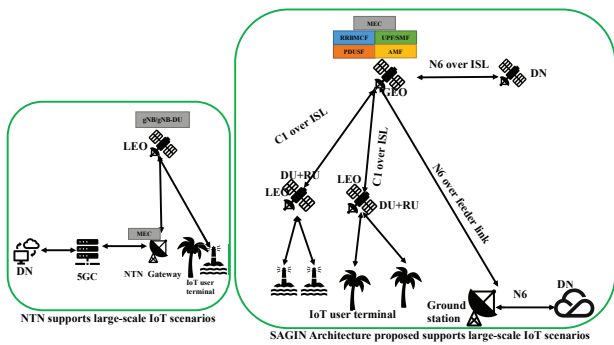 gNB/gNB-DU
LEO
MEC
DN
5GC
NTN Gateway
IoT user
terminal
NTN supports large-scale IoT scenarios
MEC
RRBMCF
UPF/SMF
PDUSF
AMF
GEO
N6 over ISL
DN
C1 over ISL
C1 over ISL
N6 over feeder link
DU+RU
LEO
LEO
DU+RU
IoT user terminal
Ground
station
N6
DN
SAGIN Architecture proposed supports large-scale IoT scenarios